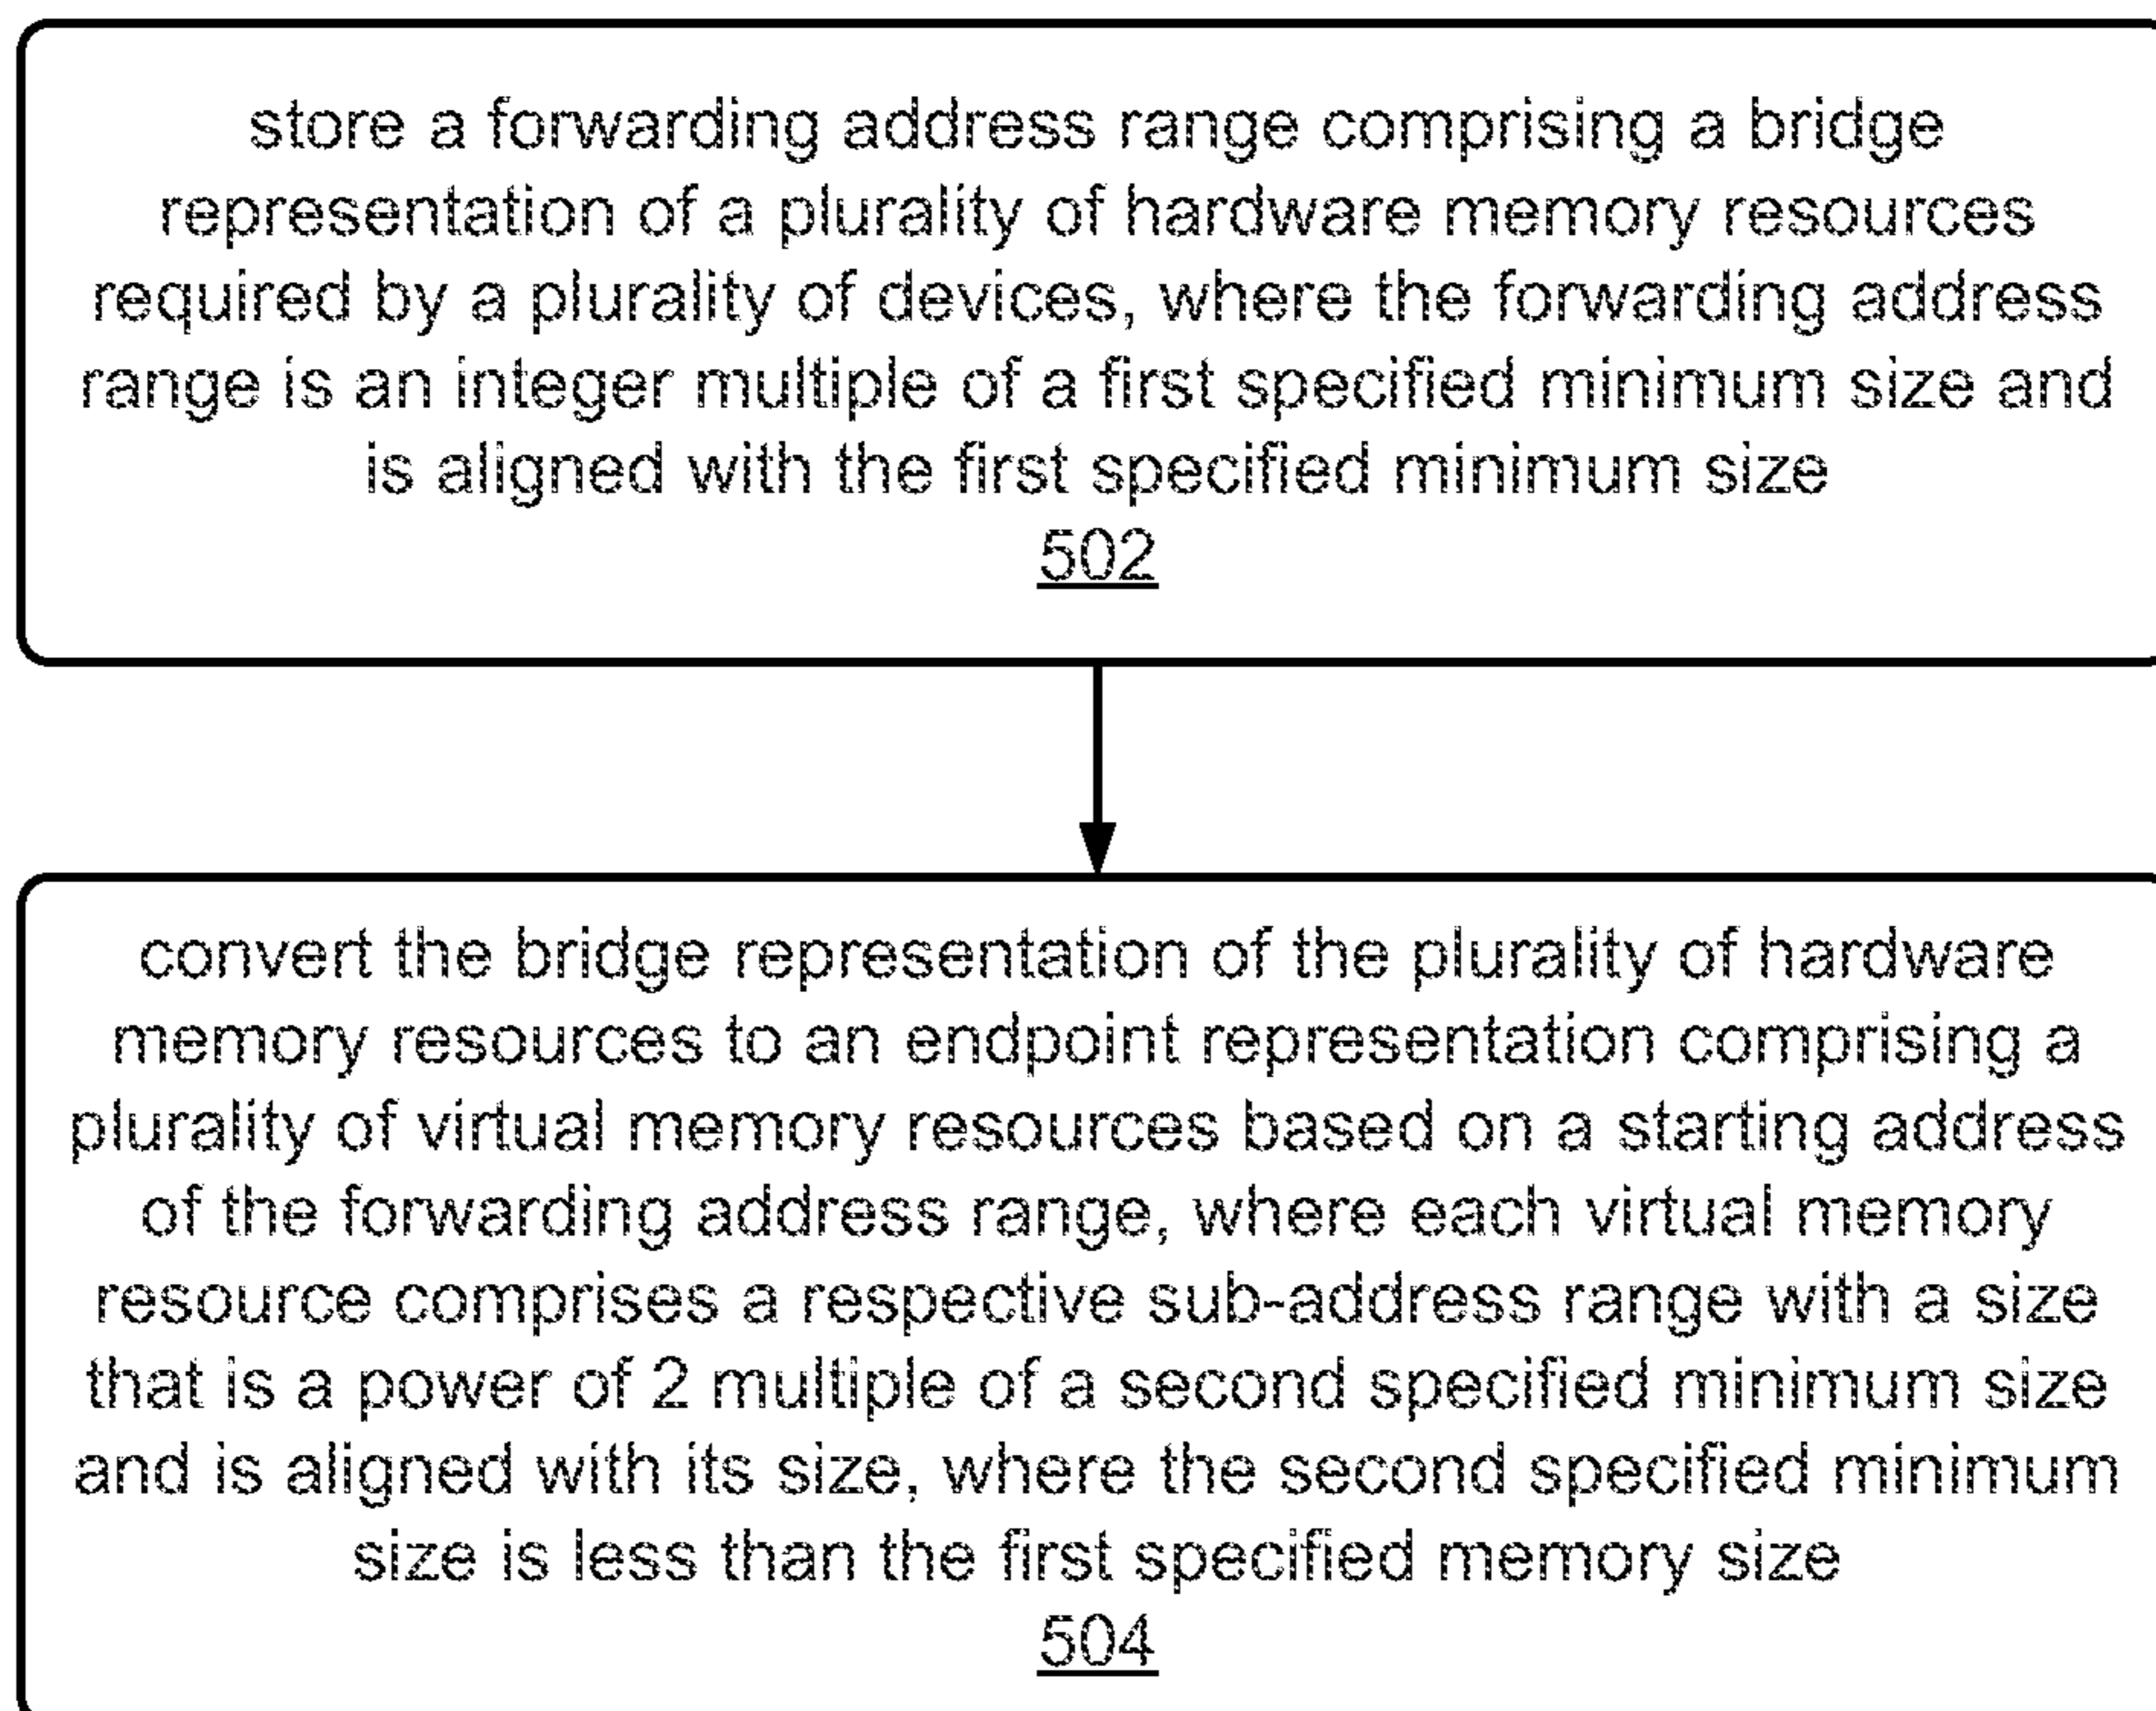 store a forwarding address range comprising a bridge
representation of a plurality of hardware memory resources
required by a plurality of devices, where the forwarding address
range is an integer multiple of a first specified minimum size and
is aligned with the first specified minimum size
502
convert the bridge representation of the plurality of hardware
memory resources to an endpoint representation comprising a
plurality of virtual memory resources based on a starting address
of the forwarding address range, where each virtual memory
resource comprises a respective sub-address range with a size
that is a power of 2 multiple of a second specified minimum size
and is aligned with its size, where the second specified minimum
size is less than the first specified memory size
504